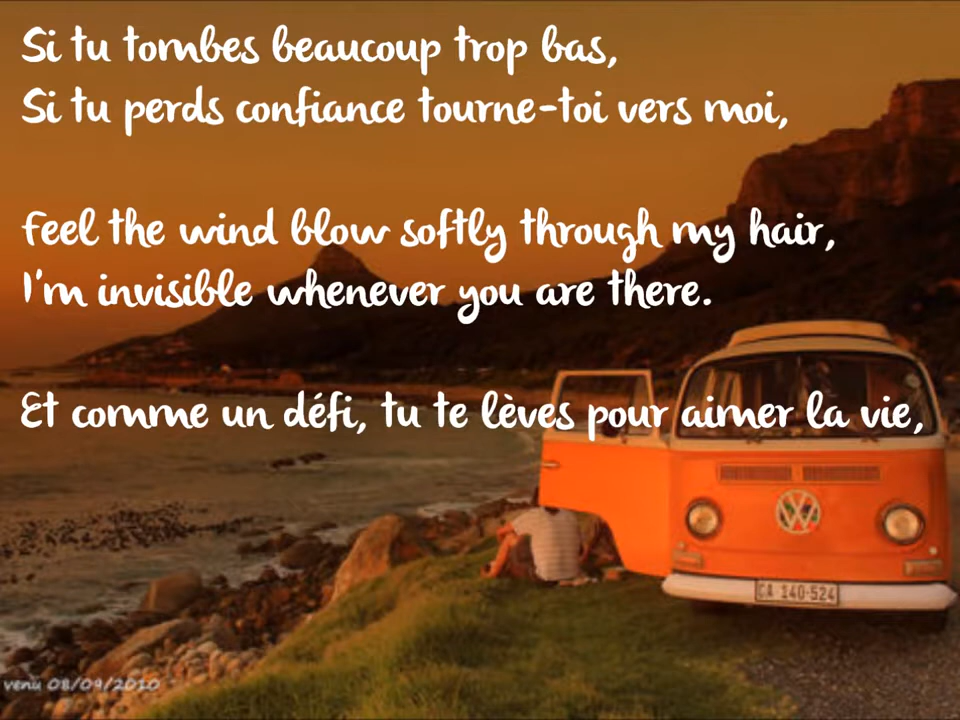 Si tu tombes beaucoup trop bas,
Si tu perds confiance tourne-toi vers moi,
Feel the wind blow softly through my hair,
I'm invisible whenever you are there.
Et comme un défi, tu te lèves pour aimer la vie,
VW
CA 140-524
venu 08/09/2010